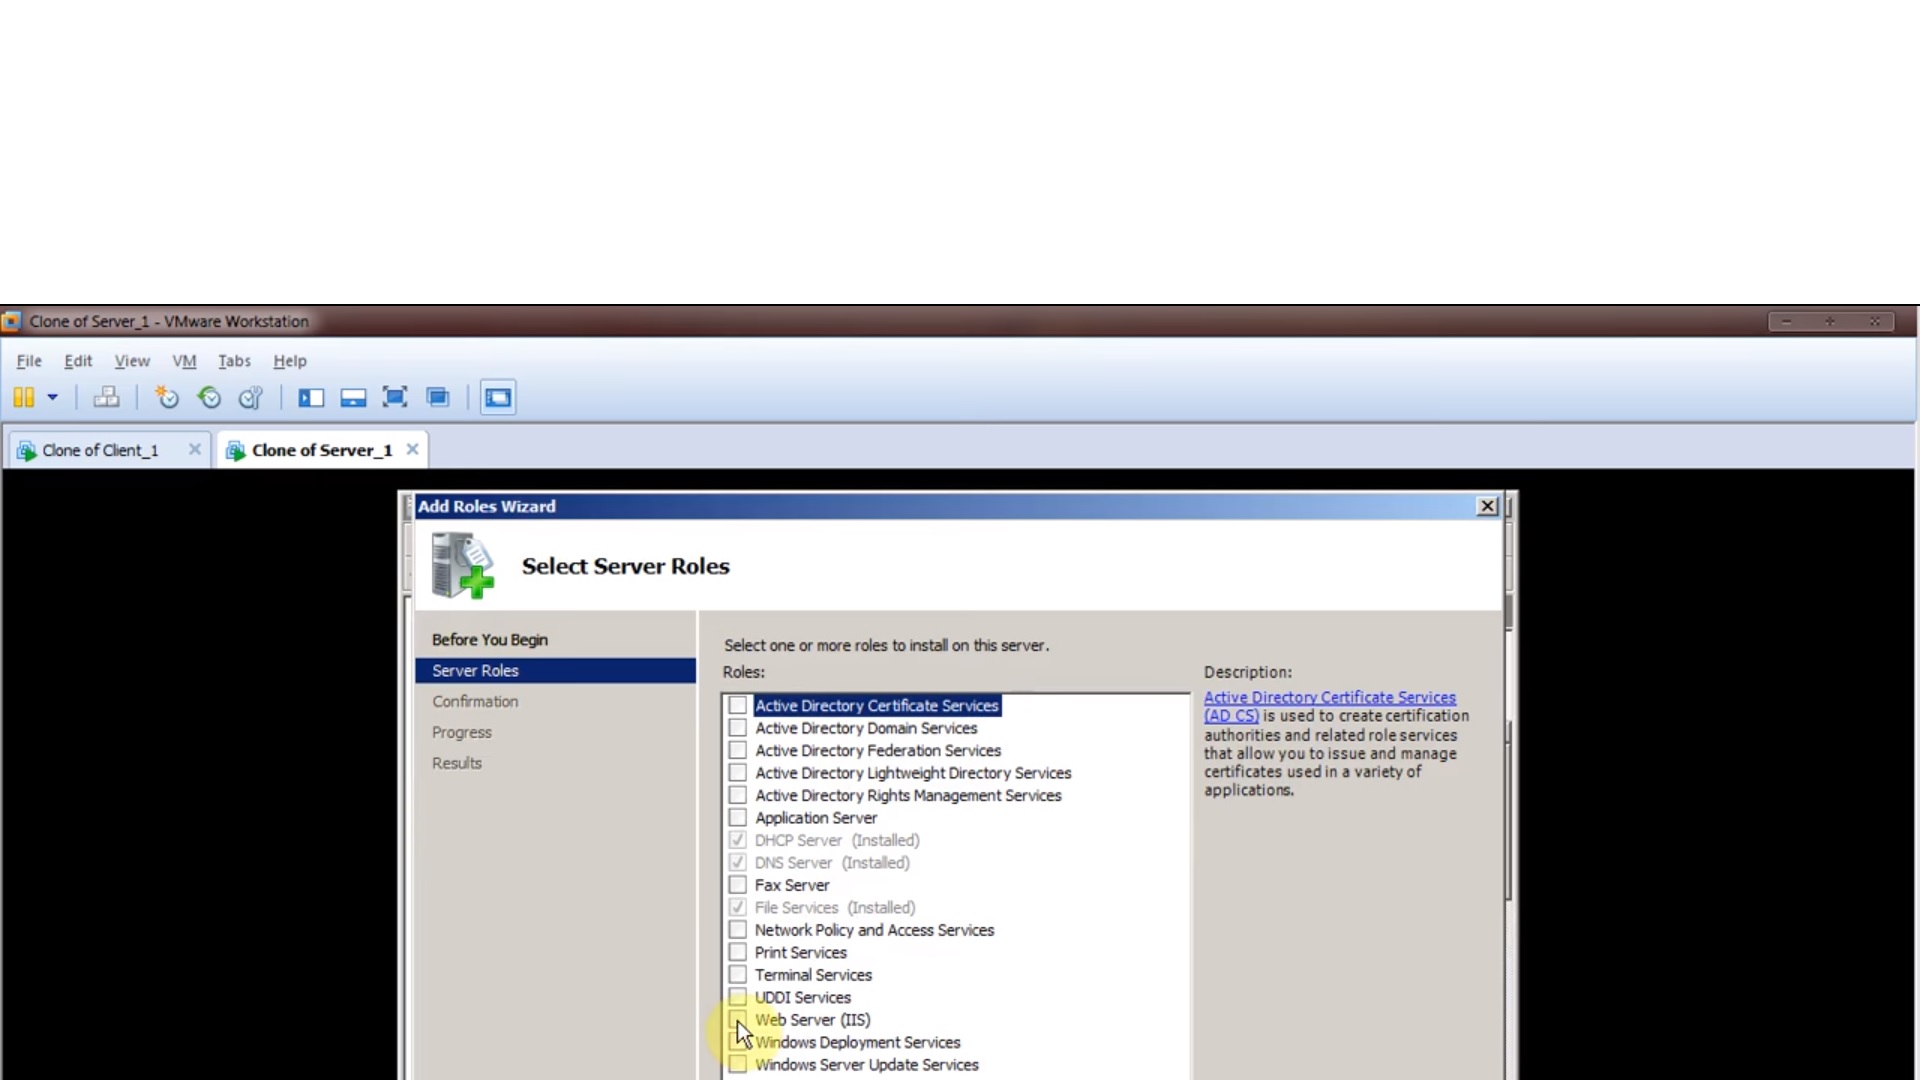 Clone of Server_1 - VMware Workstation
File Edit View VM Tabs Help
Clone of Client_1
Clone of Server_1
Add Roles Wizard
Select Server Roles
Before You Begin
Server Roles
Confirmation
Progress
Results
Select one or more roles to install on this server.
Roles:
Active Directory Certificate Services
Active Directory Domain Services
Active Directory Federation Services
Active Directory Lightweight Directory Services
Active Directory Rights Management Services
Application Server
DHCP Server (Installed)
DNS Server (Installed)
Fax Server
File Services (Installed)
Network Policy and Access Services
Print Services
Terminal Services
UDDI Services
Web Server (IIS)
Windows Deployment Services
Windows Server Update Services
Description:
Active Directory Certificate Services
(AD CS) is used to create certification
authorities and related role services
that allow you to issue and manage
certificates used in a variety of
applications.